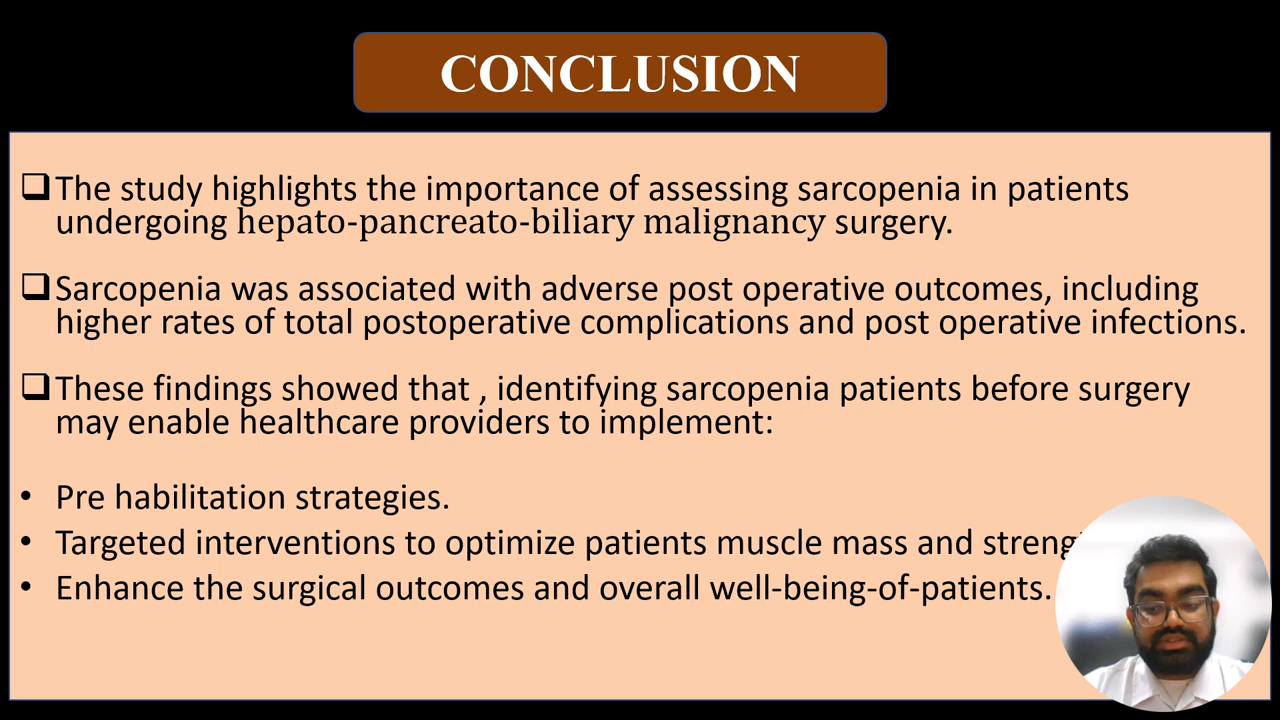 CONCLUSION
❑The study highlights the importance of assessing sarcopenia in patients
undergoing hepato-pancreato-biliary malignancy surgery.
❑Sarcopenia was associated with adverse post operative outcomes, including
higher rates of total postoperative complications and post operative infections.
❑These findings showed that , identifying sarcopenia patients before surgery
may enable healthcare providers to implement:
• Pre habilitation strategies.
• Targeted interventions to optimize patients muscle mass and
• Enhance the surgical outcomes and overall well-being-of-patients.